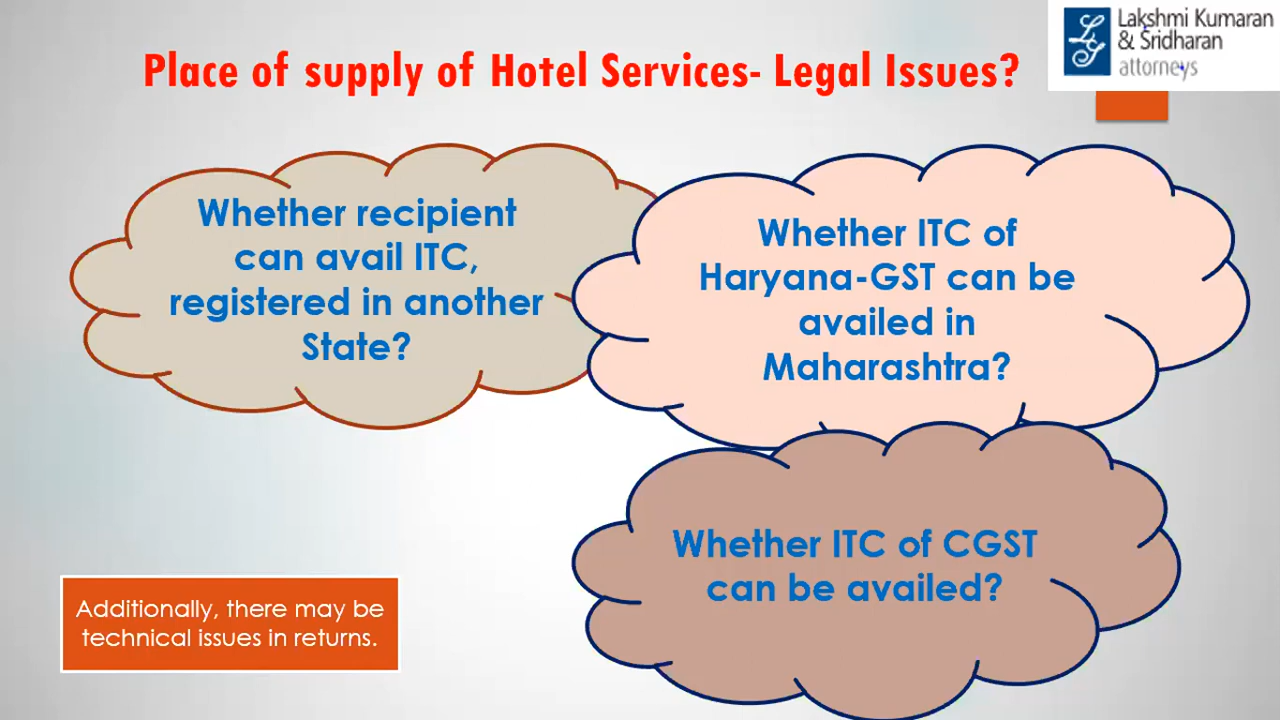 Place of supply of Hotel Services- Legal Issues?
Lakshmi Kumaran
& Sridharan
attorneys
LS
Whether recipient
can avail ITC,
registered in another
State?
Whether ITC of
Haryana-GST can be
availed in
Maharashtra?
Whether ITC of CGST
can be availed?
Additionally, there may be
technical issues in returns.